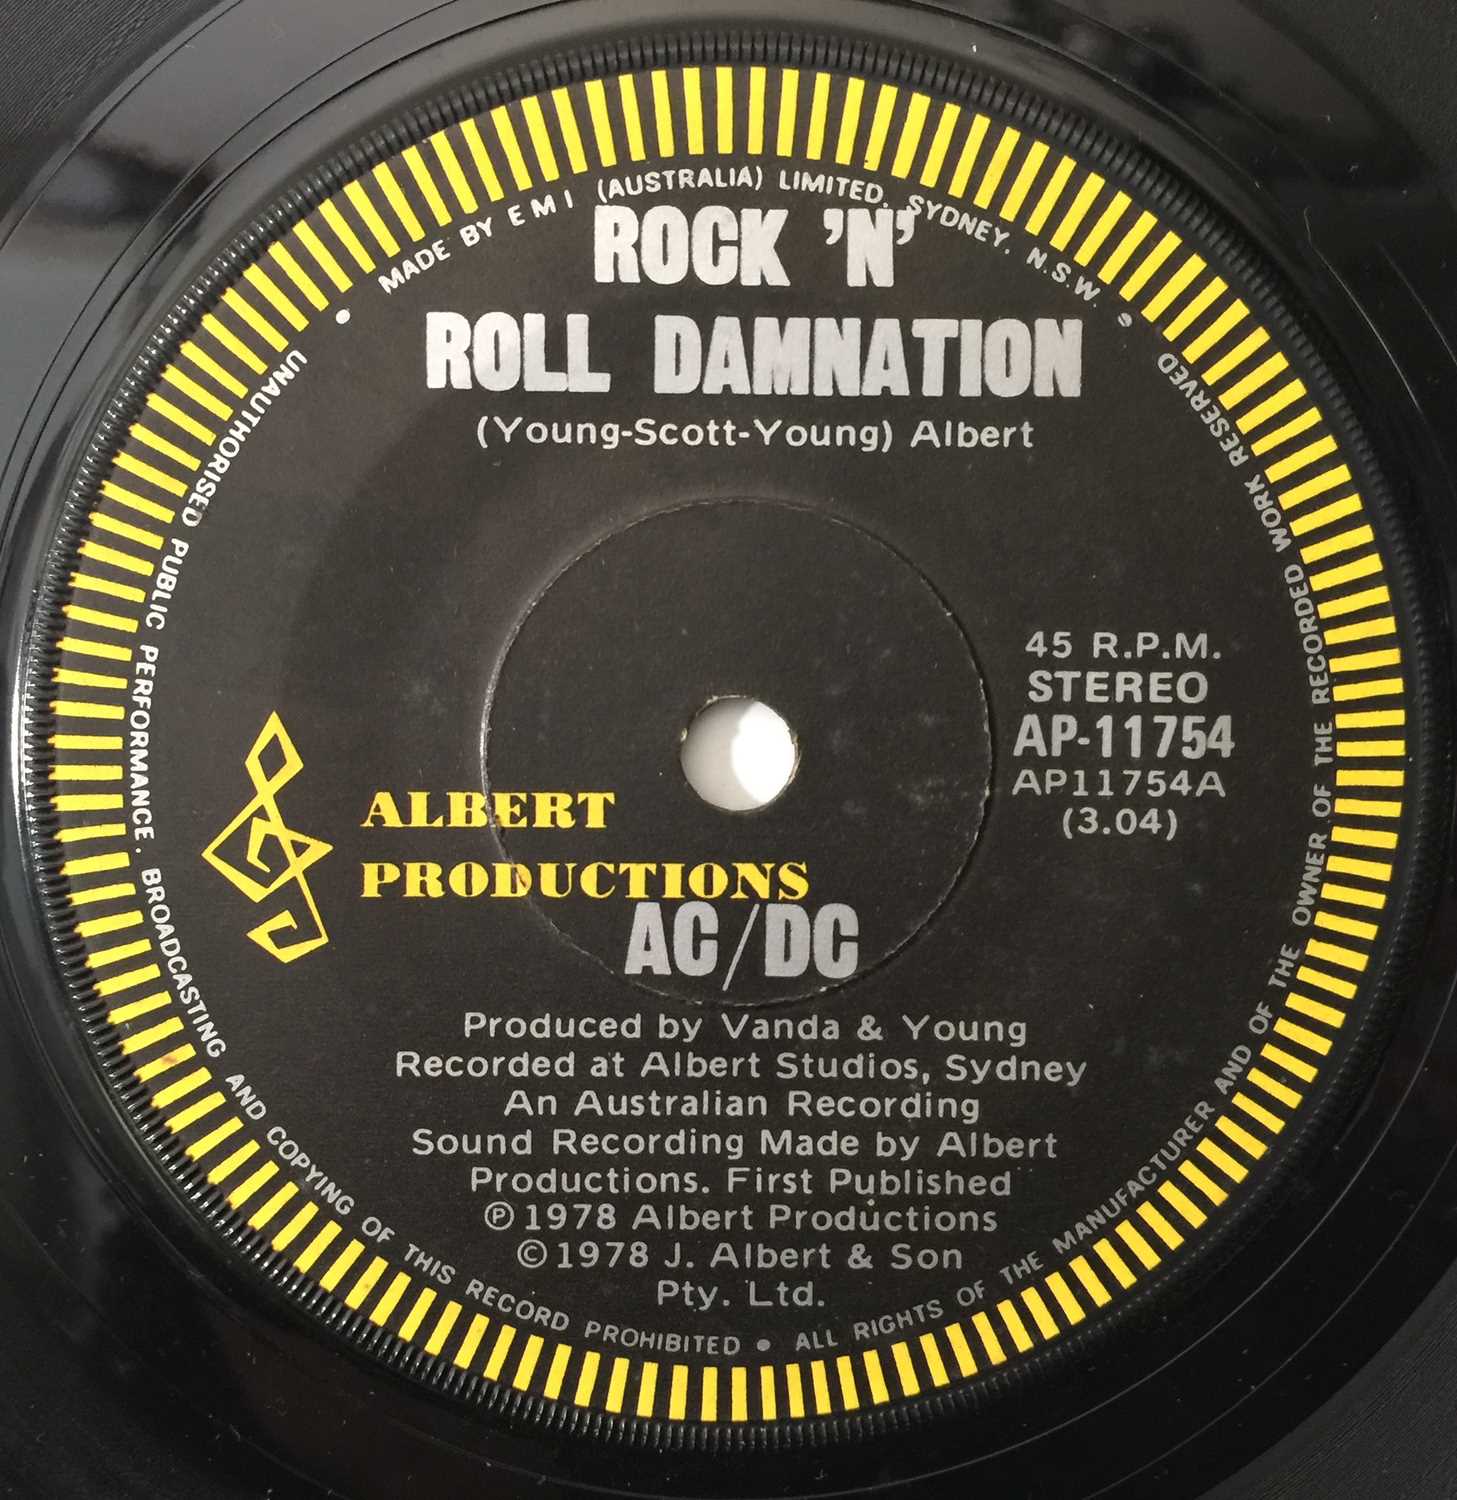 MADE BY EMI (AUSTRALIA) LIMITED. SYDNEY. N.S.W.
ROCK 'N'
ROLL DAMNATION
(Young-Scott-Young) Albert
45 R.P.M.
STEREO
AP-11754
AP11754A
(3.04)
ALBERT
PRODUCTIONS
AC/DC
Produced by Vanda & Young
Recorded at Albert Studios, Sydney
An Australian Recording
Sound Recording Made by Albert
Productions. First Published
℗1978 Albert Productions
©1978 J. Albert & Son
Pty. Ltd.
UNAUTHORISED PUBLIC PERFORMANCE. BROADCASTING AND COPYING OF THIS RECORD PROHIBITED • ALL RIGHTS OF THE MANUFACTURER AND OF THE OWNER OF THE RECORDED WORK RESERVED